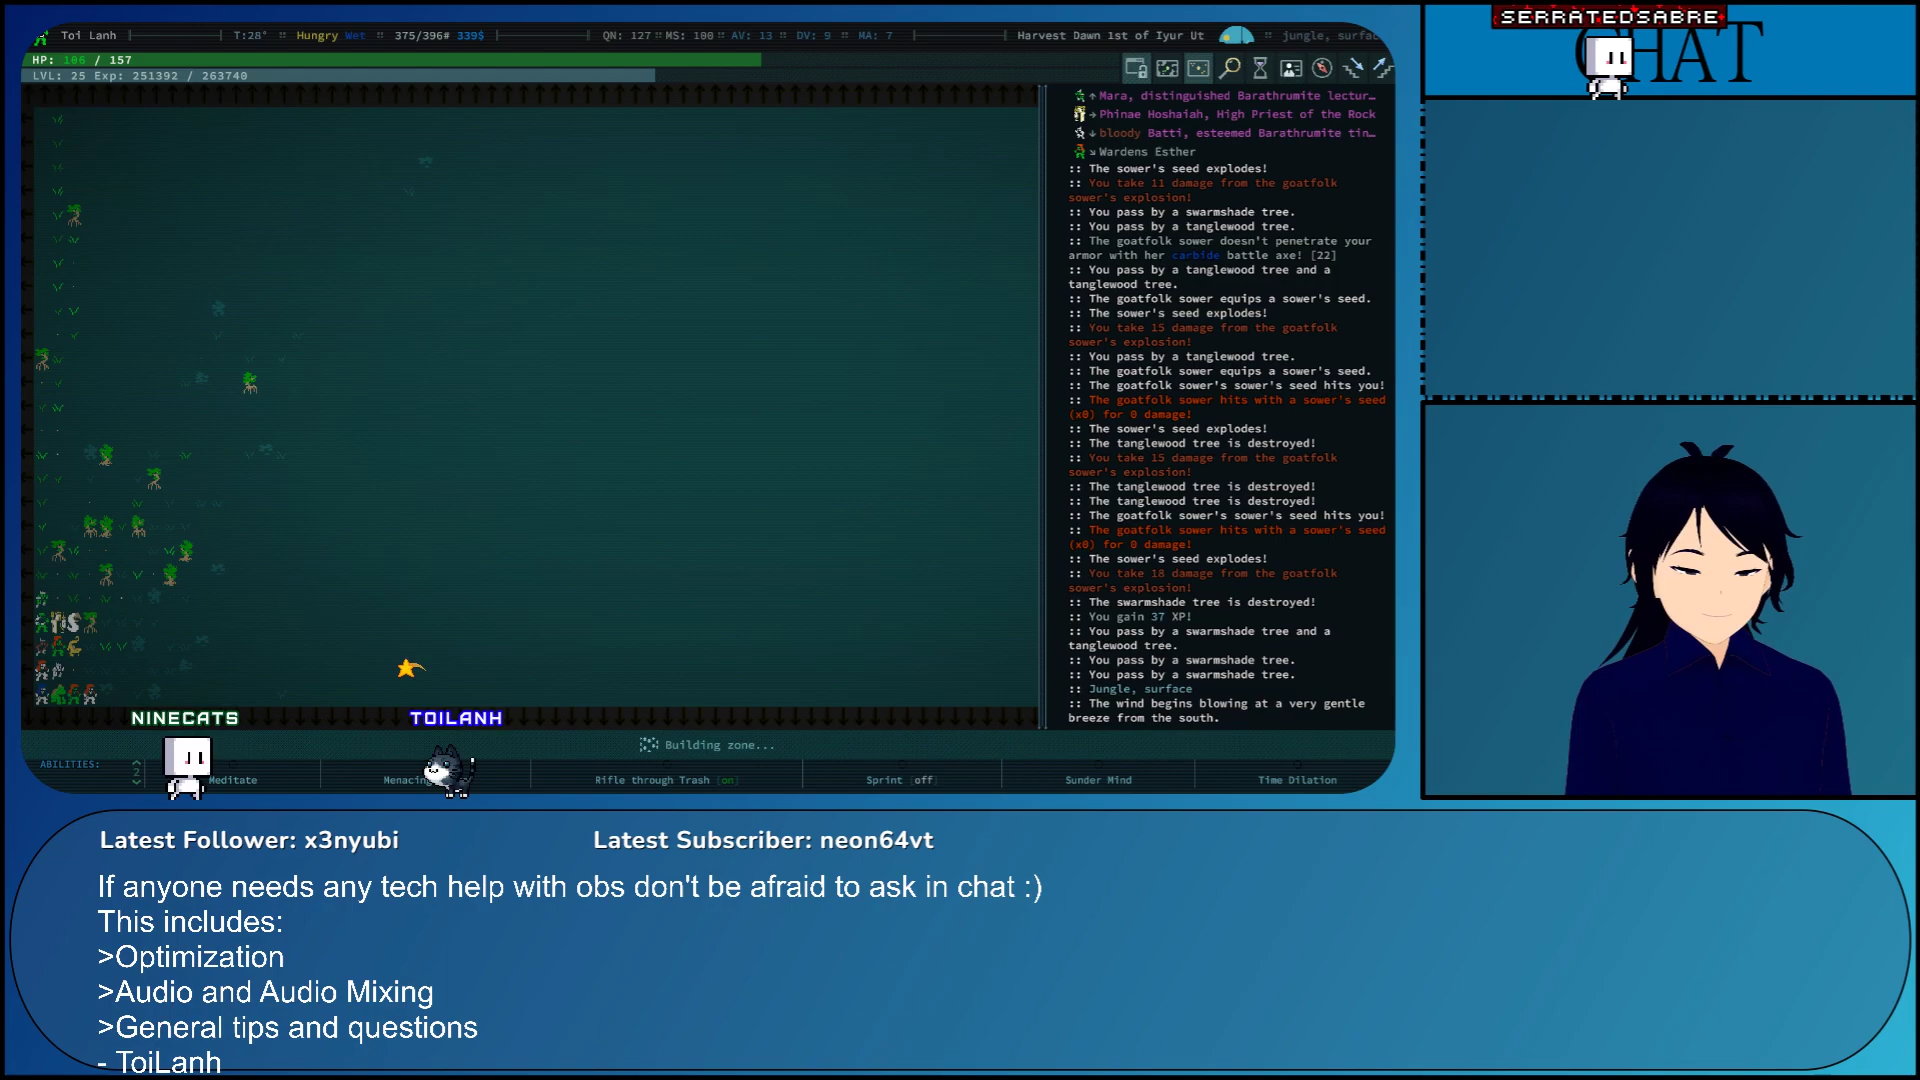 Toi Lanh T:28° Hungry Wet 375/396# 339$ QN: 127 MS: 100 AV: 13 DV: 9 MA: 7 Harvest Dawn 1st of Iyur Ut jungle, surfac
HP: 106 / 157
LVL: 25 Exp: 251392 / 263740
Mara, distinguished Barathrumite lectur…
Phinae Hoshaiah, High Priest of the Rock
bloody Batti, esteemed Barathrumite tin…
Wardens Esther
:: The sower's seed explodes!
:: You take 11 damage from the goatfolk
sower's explosion!
:: You pass by a swarmshade tree.
:: You pass by a tanglewood tree.
:: The goatfolk sower doesn't penetrate your
armor with her carbide battle axe! [22]
:: You pass by a tanglewood tree and a
tanglewood tree.
:: The goatfolk sower equips a sower's seed.
:: The sower's seed explodes!
:: You take 15 damage from the goatfolk
sower's explosion!
:: You pass by a tanglewood tree.
:: The goatfolk sower equips a sower's seed.
:: The goatfolk sower's sower's seed hits you!
:: The goatfolk sower hits with a sower's seed
(x0) for 0 damage!
:: The sower's seed explodes!
:: The tanglewood tree is destroyed!
:: You take 15 damage from the goatfolk
sower's explosion!
:: The tanglewood tree is destroyed!
:: The tanglewood tree is destroyed!
:: The goatfolk sower's sower's seed hits you!
:: The goatfolk sower hits with a sower's seed
(x0) for 0 damage!
:: The sower's seed explodes!
:: You take 18 damage from the goatfolk
sower's explosion!
:: The swarmshade tree is destroyed!
:: You gain 37 XP!
:: You pass by a swarmshade tree and a
tanglewood tree.
:: You pass by a swarmshade tree.
:: You pass by a swarmshade tree.
:: Jungle, surface
:: The wind begins blowing at a very gentle
breeze from the south.
NINECATS
TOILANH
Building zone...
ABILITIES: 2 Meditate Menacing Rifle through Trash [on] Sprint [off] Sunder Mind Time Dilation
SERRATEDSABRE
CHAT
Latest Follower: x3nyubi
Latest Subscriber: neon64vt
If anyone needs any tech help with obs don't be afraid to ask in chat :)
This includes:
>Optimization
>Audio and Audio Mixing
>General tips and questions
- ToiLanh